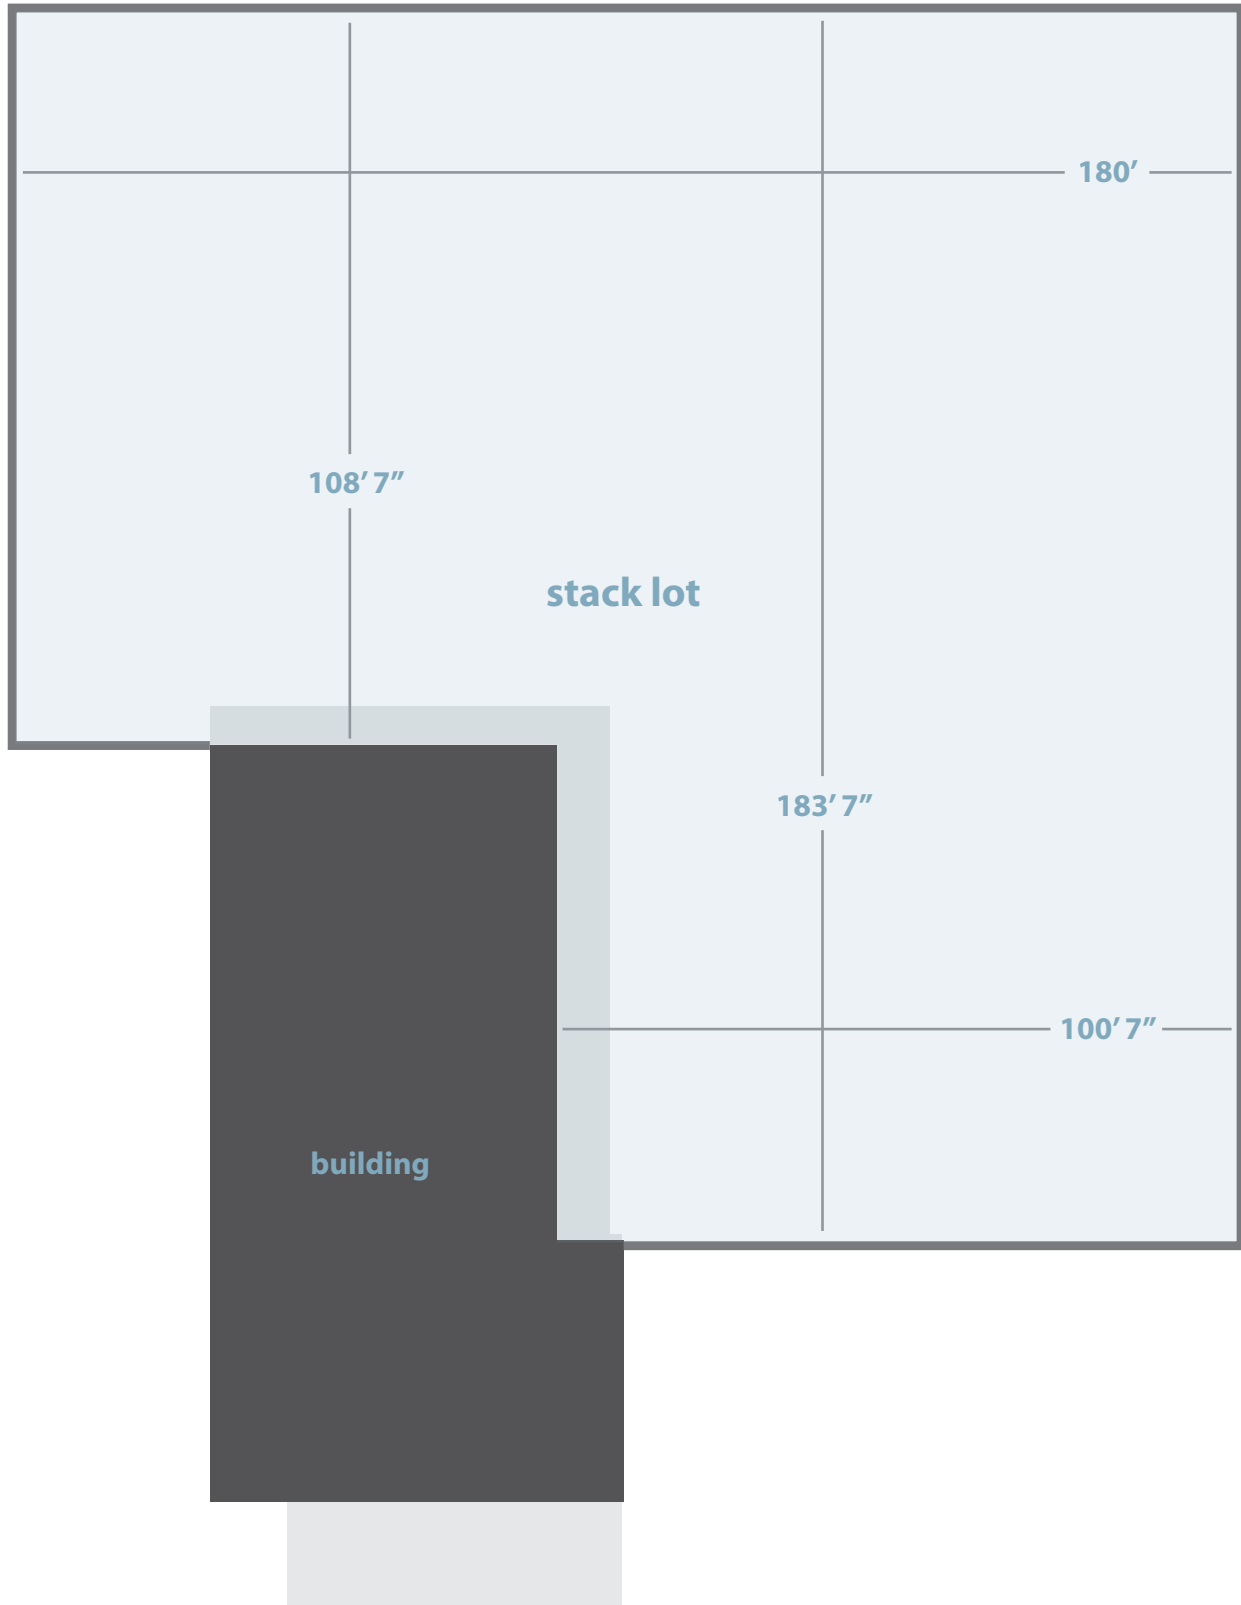 180′
108′ 7″
stack lot
183′ 7″
100′ 7″
building